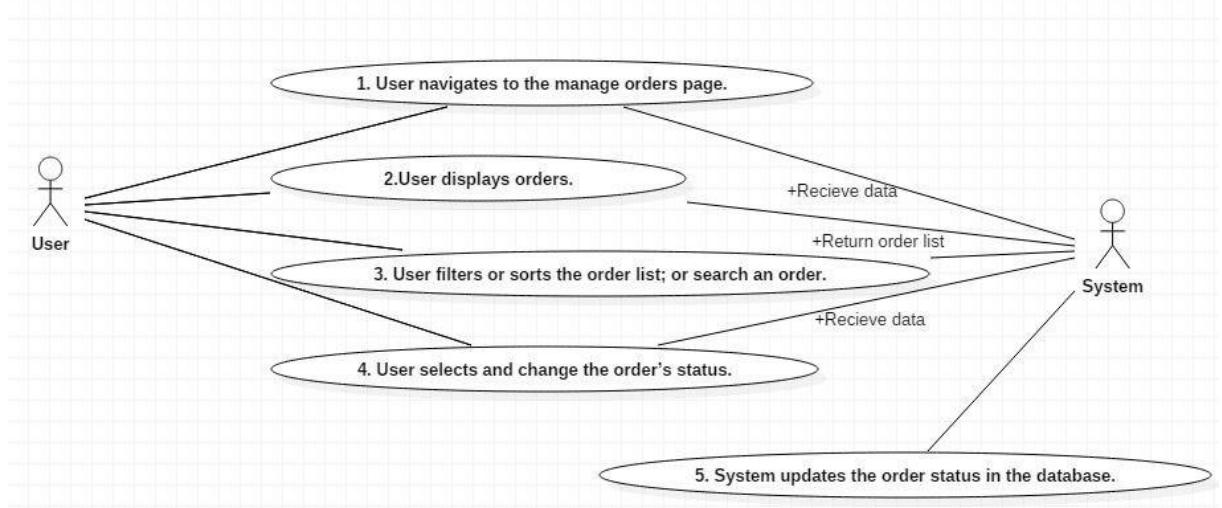 1. User navigates to the manage orders page.
2.User displays orders.
+Recieve data
User
+Return order list
3. User filters or sorts the order list; or search an order.
System
+Recieve data
4. User selects and change the order's status.
5. System updates the order status in the database.